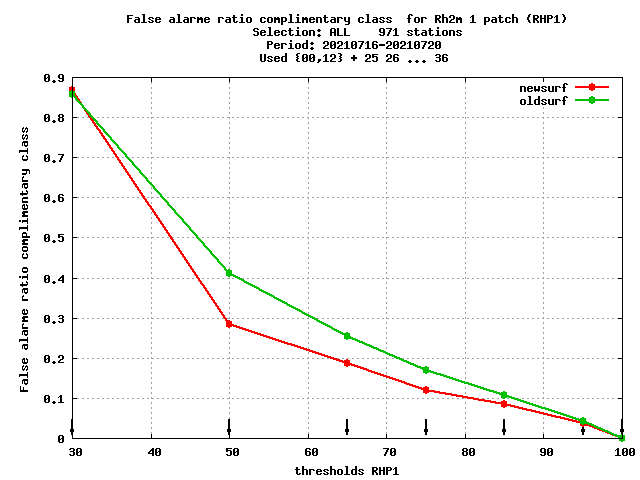 False alarme ratio complimentary class  for Rh2m 1 patch (RHP1)
Selection: ALL    971 stations
Period: 20210716-20210720
Used {00,12} + 25 26 ... 36
newsurf
oldsurf
False alarme ratio complimentary class
0.9
0.8
0.7
0.6
0.5
0.4
0.3
0.2
0.1
0
30 40 50 60 70 80 90 100
thresholds RHP1